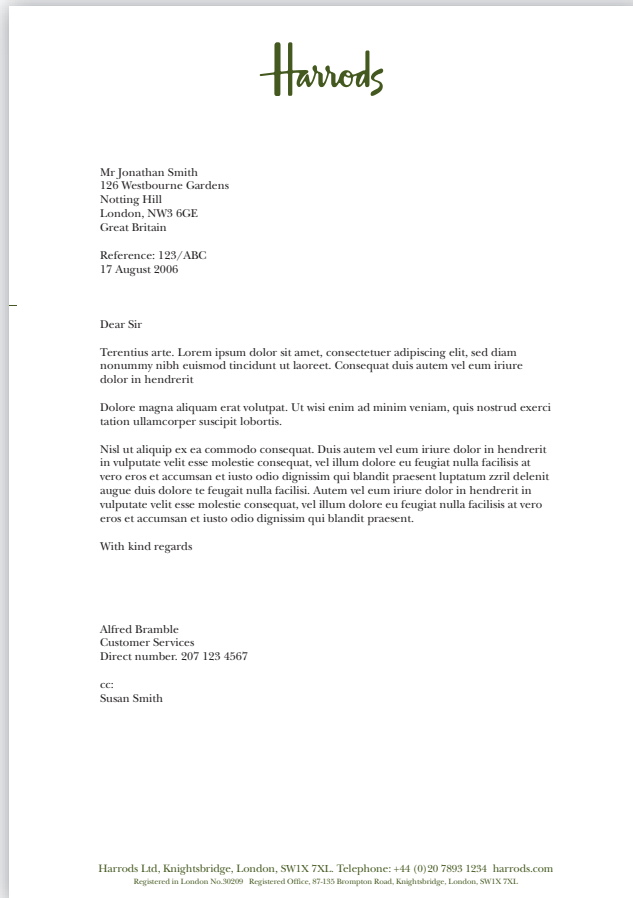 Harrods
Mr Jonathan Smith
126 Westbourne Gardens
Notting Hill
London, NW3 6GE
Great Britain
Reference: 123/ABC
17 August 2006
Dear Sir
Terentius arte. Lorem ipsum dolor sit amet, consectetuer adipiscing elit, sed diam
nonummy nibh euismod tincidunt ut laoreet. Consequat duis autem vel eum iriure
dolor in hendrerit
Dolore magna aliquam erat volutpat. Ut wisi enim ad minim veniam, quis nostrud exerci
tation ullamcorper suscipit lobortis.
Nisl ut aliquip ex ea commodo consequat. Duis autem vel eum iriure dolor in hendrerit
in vulputate velit esse molestie consequat, vel illum dolore eu feugiat nulla facilisis at
vero eros et accumsan et iusto odio dignissim qui blandit praesent luptatum zzril delenit
augue duis dolore te feugait nulla facilisi. Autem vel eum iriure dolor in hendrerit in
vulputate velit esse molestie consequat, vel illum dolore eu feugiat nulla facilisis at vero
eros et accumsan et iusto odio dignissim qui blandit praesent.
With kind regards
Alfred Bramble
Customer Services
Direct number. 207 123 4567
cc:
Susan Smith
Harrods Ltd, Knightsbridge, London, SW1X 7XL. Telephone: +44 (0)20 7893 1234 harrods.com
Registered in London No.30209 Registered Office, 87-135 Brompton Road, Knightsbridge, London, SW1X 7XL